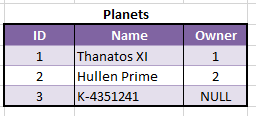 Planets
ID Name Owner
1 Thanatos XI 1
2 Hullen Prime 2
3 K-4351241 NULL